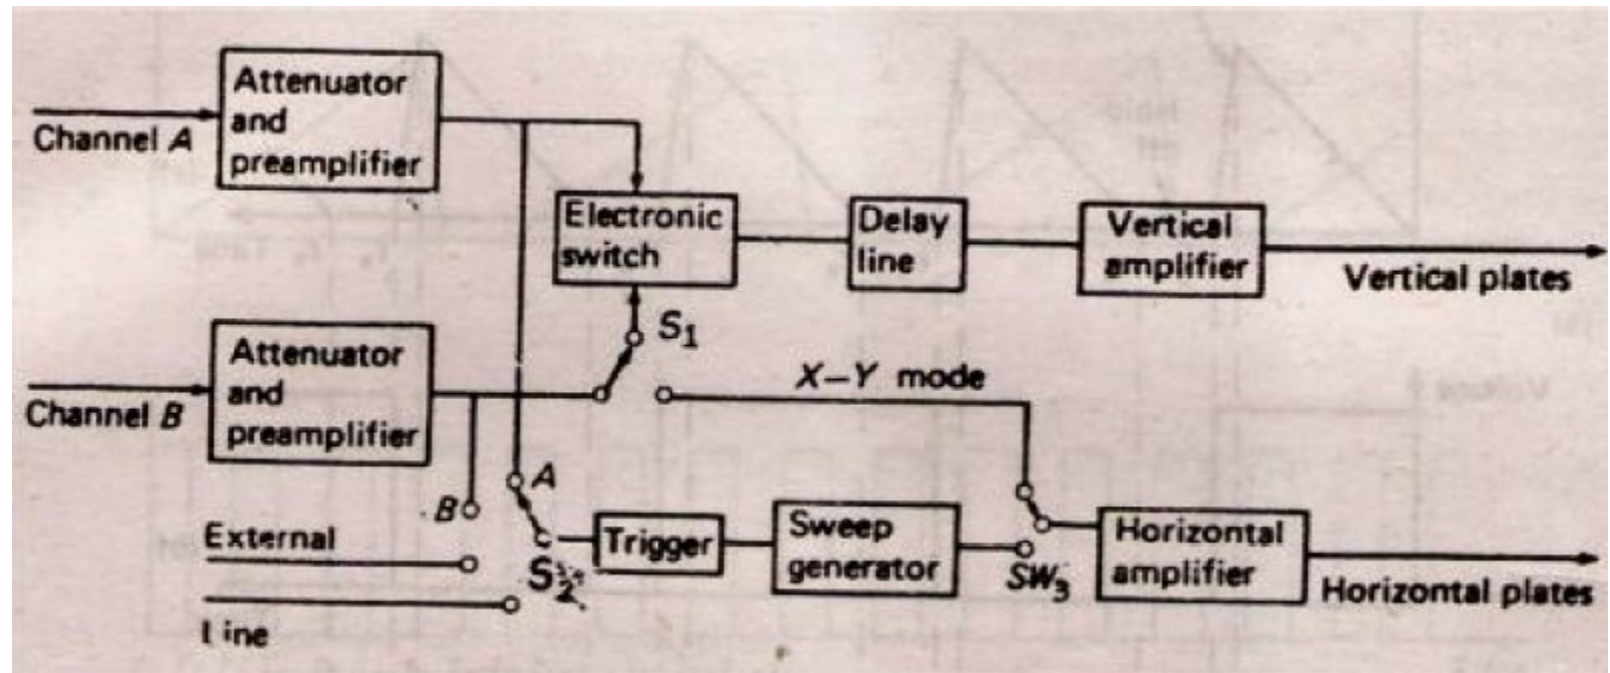 Attenuator
and
preamplifier
Channel A
Electronic
switch
Delay
line
Vertical
amplifier
Vertical plates
S1
Attenuator
and
preamplifier
Channel B
X–Y mode
A
B
External
Line
S2
Trigger
Sweep
generator
SW3
Horizontal
amplifier
Horizontal plates